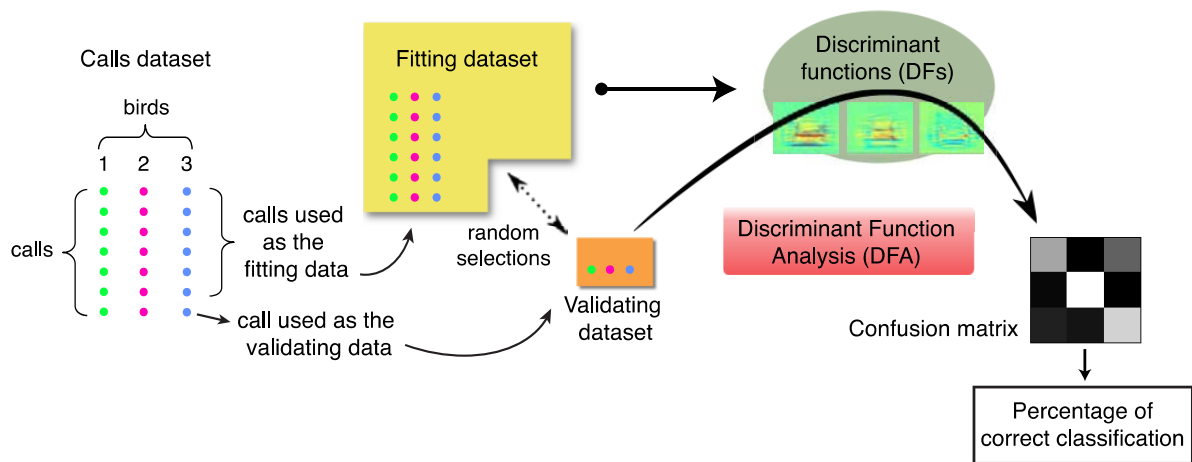 Calls dataset
birds
1 2 3
calls
calls used
as the
fitting data
call used as the
validating data
Fitting dataset
random
selections
Validating
dataset
Discriminant
functions (DFs)
Discriminant Function
Analysis (DFA)
Confusion matrix
Percentage of
correct classification